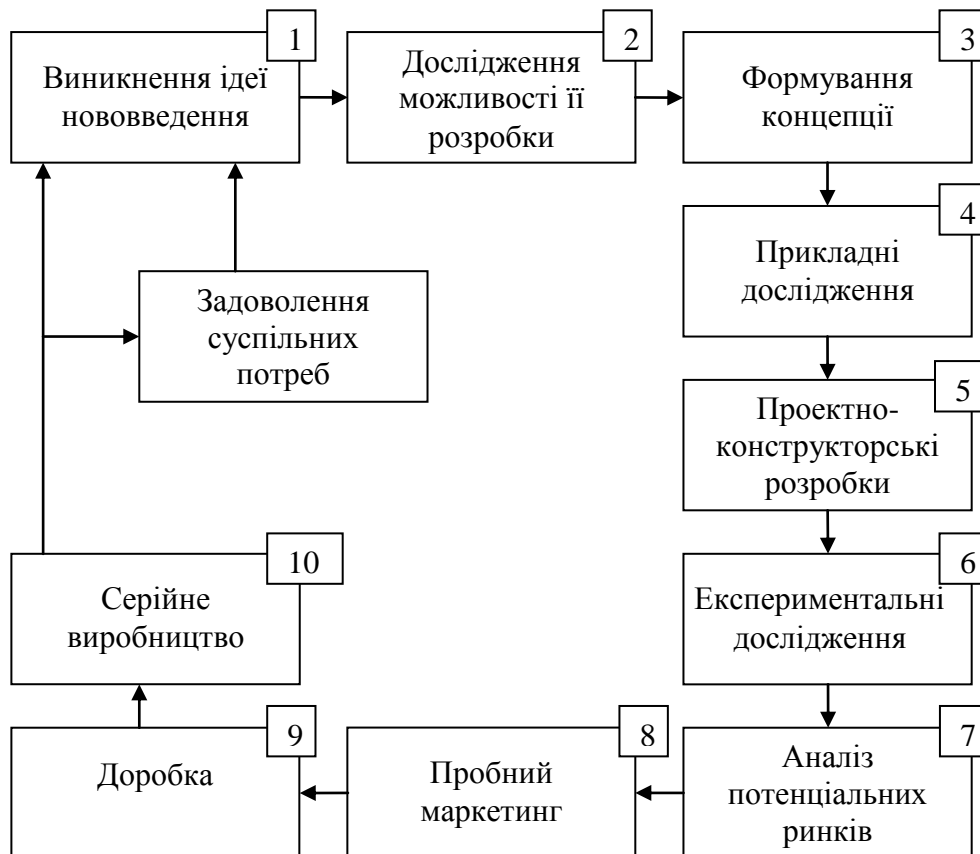 1
Виникнення ідеї
нововведення
2
Дослідження
можливості її
розробки
3
Формування
концепції
4
Прикладні
дослідження
Задоволення
суспільних
потреб
5
Проектно-
конструкторські
розробки
10
Серійне
виробництво
6
Експериментальні
дослідження
9
Доробка
8
Пробний
маркетинг
7
Аналіз
потенціальних
ринків